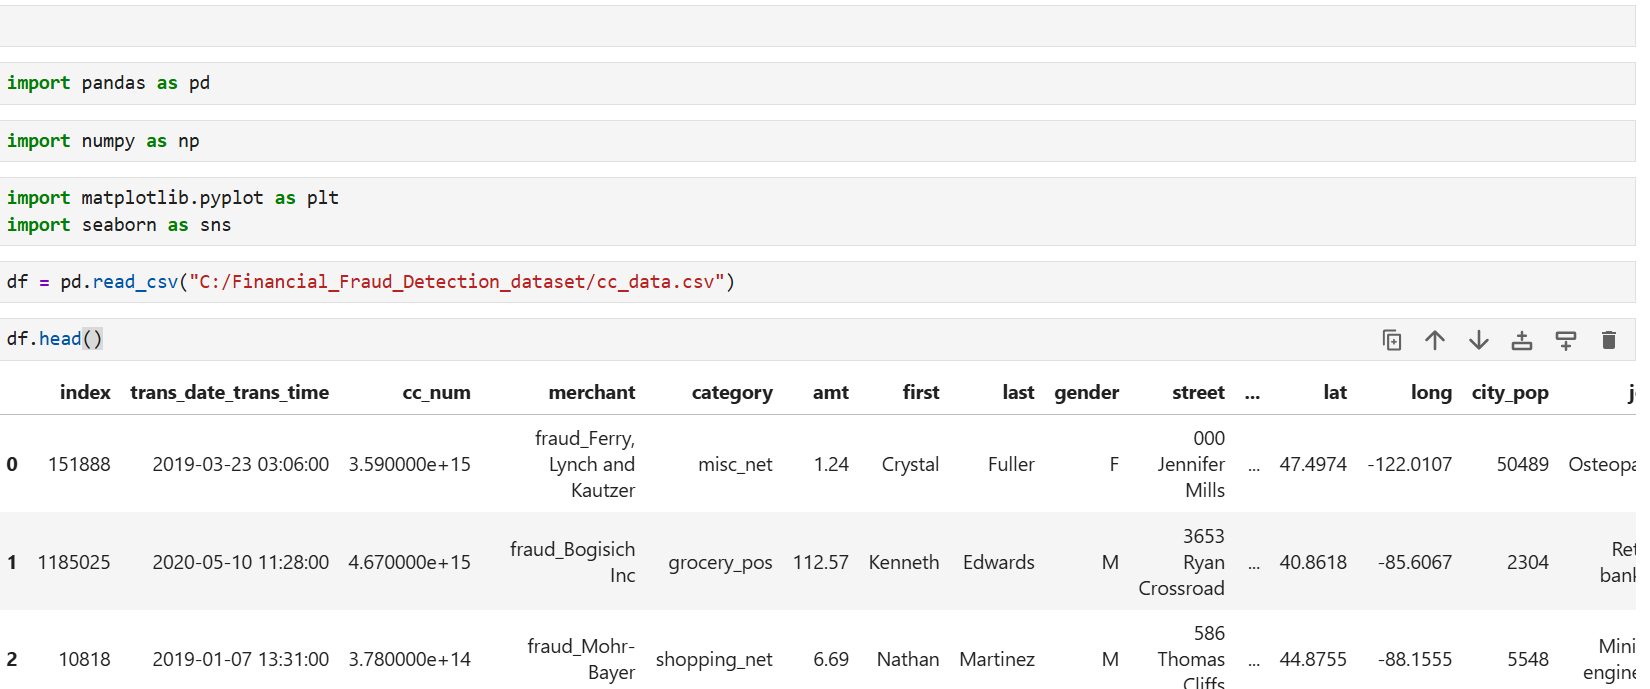 import pandas as pd
import numpy as np
import matplotlib.pyplot as plt
import seaborn as sns
df = pd.read_csv("C:/Financial_Fraud_Detection_dataset/cc_data.csv")
df.head()
index trans_date_trans_time cc_num merchant category amt first last gender street ... lat long city_pop j
0 151888 2019-03-23 03:06:00 3.590000e+15 fraud_Ferry, Lynch and Kautzer misc_net 1.24 Crystal Fuller F 000 Jennifer Mills ... 47.4974 -122.0107 50489 Osteopa
1 1185025 2020-05-10 11:28:00 4.670000e+15 fraud_Bogisich Inc grocery_pos 112.57 Kenneth Edwards M 3653 Ryan Crossroad ... 40.8618 -85.6067 2304 Ret bank
2 10818 2019-01-07 13:31:00 3.780000e+14 fraud_Mohr-Bayer shopping_net 6.69 Nathan Martinez M 586 Thomas Cliffs ... 44.8755 -88.1555 5548 Mini engine